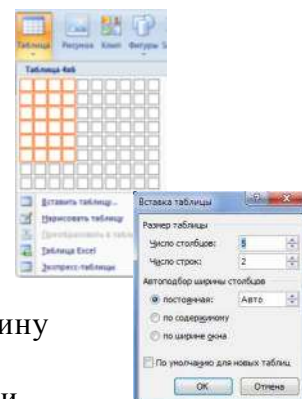 Таблица Рисунок Клип Фигуры S
Таблица 4x6
Вставить таблицу...
Нарисовать таблицу
Преобразовать в табл
Таблица Excel
Экспресс-таблицы
Вставка таблицы
Размер таблицы
Число столбцов: 5
Число строк: 2
Автоподбор ширины столбцов
постоянная: Авто
по содержимому
по ширине окна
По умолчанию для новых таблиц
ОК Отмена
ину
и